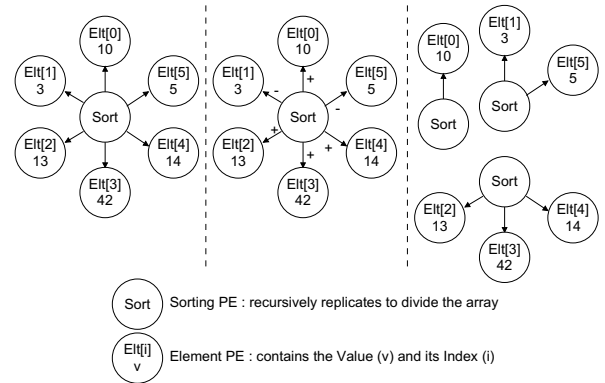 Elt[0]
10
Elt[1]
3
Elt[5]
5
Sort
Elt[2]
13
Elt[4]
14
Elt[3]
42
Elt[0]
10
Elt[1]
3
Elt[5]
5
+
-
-
Sort
+
+
+
Elt[2]
13
Elt[4]
14
Elt[3]
42
Elt[0]
10
Elt[1]
3
Elt[5]
5
Sort
Sort
Sort
Elt[2]
13
Elt[4]
14
Elt[3]
42
Sort Sorting PE : recursively replicates to divide the array
Elt[i]
v
Element PE : contains the Value (v) and its Index (i)